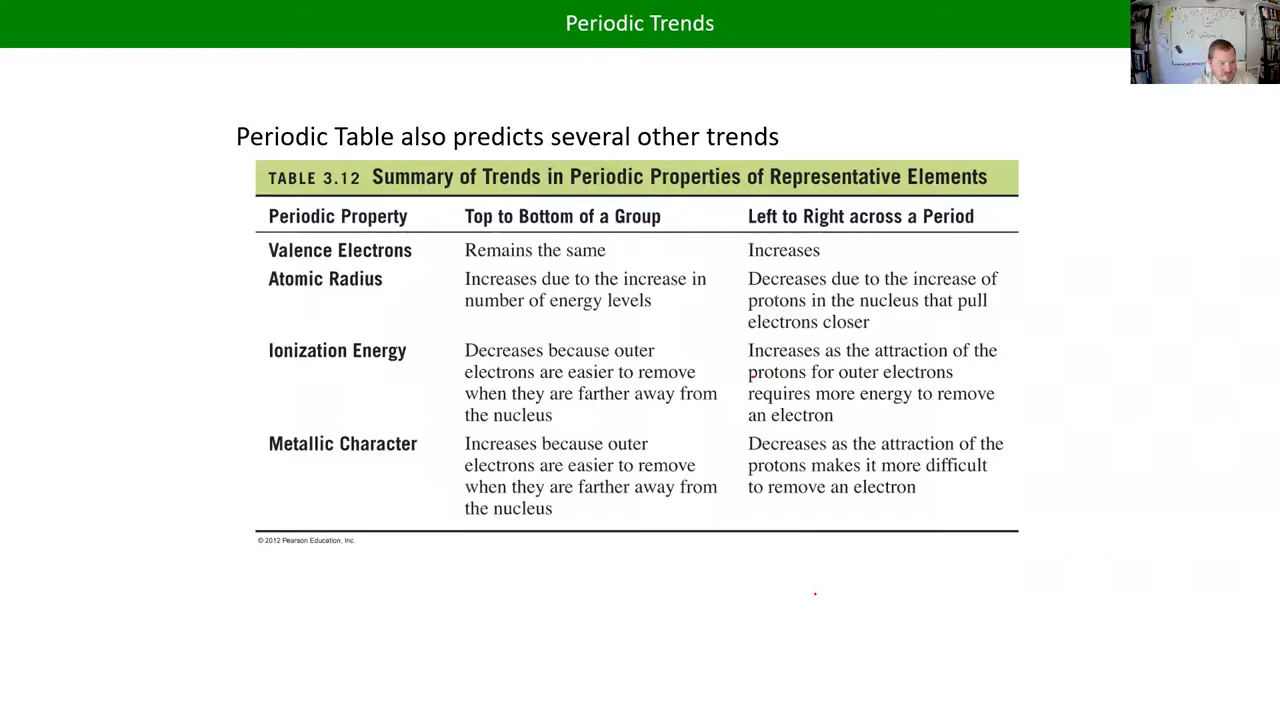 Periodic Trends
Periodic Table also predicts several other trends
TABLE 3.12 Summary of Trends in Periodic Properties of Representative Elements
Periodic Property Top to Bottom of a Group Left to Right across a Period
Valence Electrons Remains the same Increases
Atomic Radius Increases due to the increase in Decreases due to the increase of
number of energy levels protons in the nucleus that pull
electrons closer
Ionization Energy Decreases because outer Increases as the attraction of the
electrons are easier to remove protons for outer electrons
when they are farther away from requires more energy to remove
the nucleus an electron
Metallic Character Increases because outer Decreases as the attraction of the
electrons are easier to remove protons makes it more difficult
when they are farther away from to remove an electron
the nucleus
© 2012 Pearson Education, Inc.